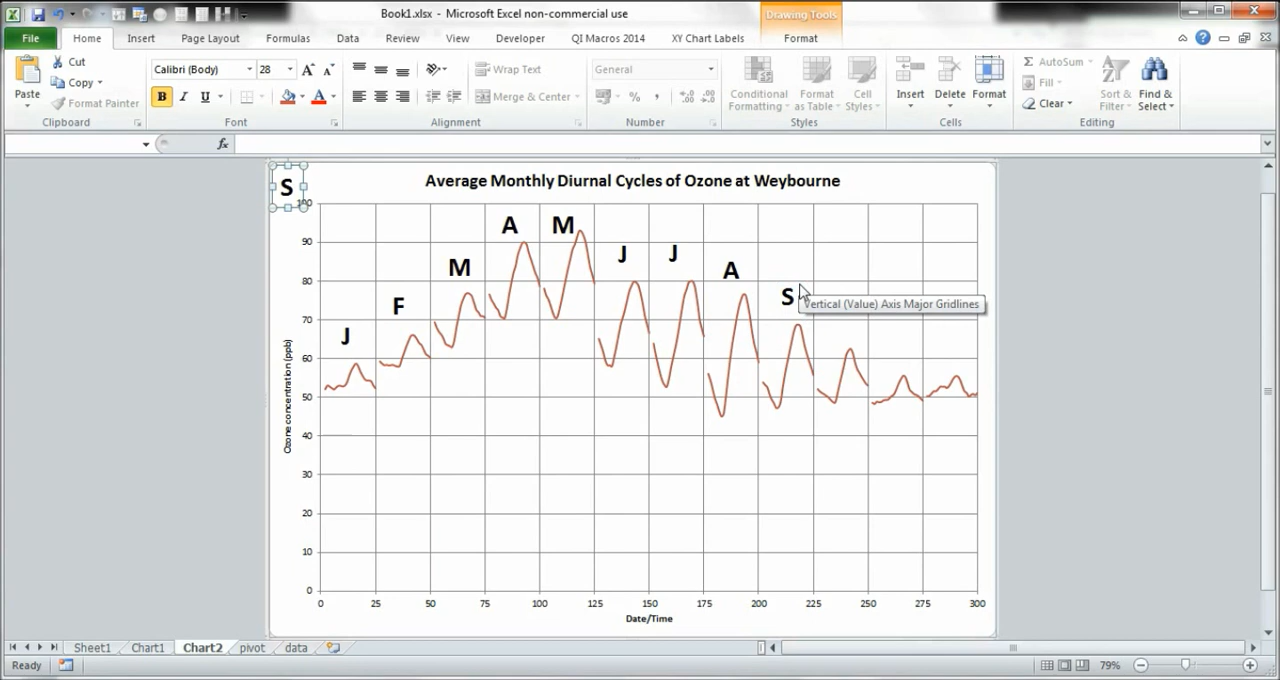 Book1.xlsx - Microsoft Excel non-commercial use
Drawing Tools
File Home Insert Page Layout Formulas Data Review View Developer QI Macros 2014 XY Chart Labels Format
Paste
Cut
Copy
Format Painter
Clipboard
Calibri (Body) 28
B I U
Font
Wrap Text
Merge & Center
Alignment
General
Number
Conditional Formatting
Format as Table
Cell Styles
Styles
Insert Delete Format
Cells
AutoSum
Fill
Clear
Sort & Filter
Find & Select
Editing
fx
S
Average Monthly Diurnal Cycles of Ozone at Weybourne
100
90
80
70
60
50
40
30
20
10
0
Ozone concentration (ppb)
J F M A M J J A S
Vertical (Value) Axis Major Gridlines
0 25 50 75 100 125 150 175 200 225 250 275 300
Date/Time
Sheet1 Chart1 Chart2 pivot data
Ready 79%